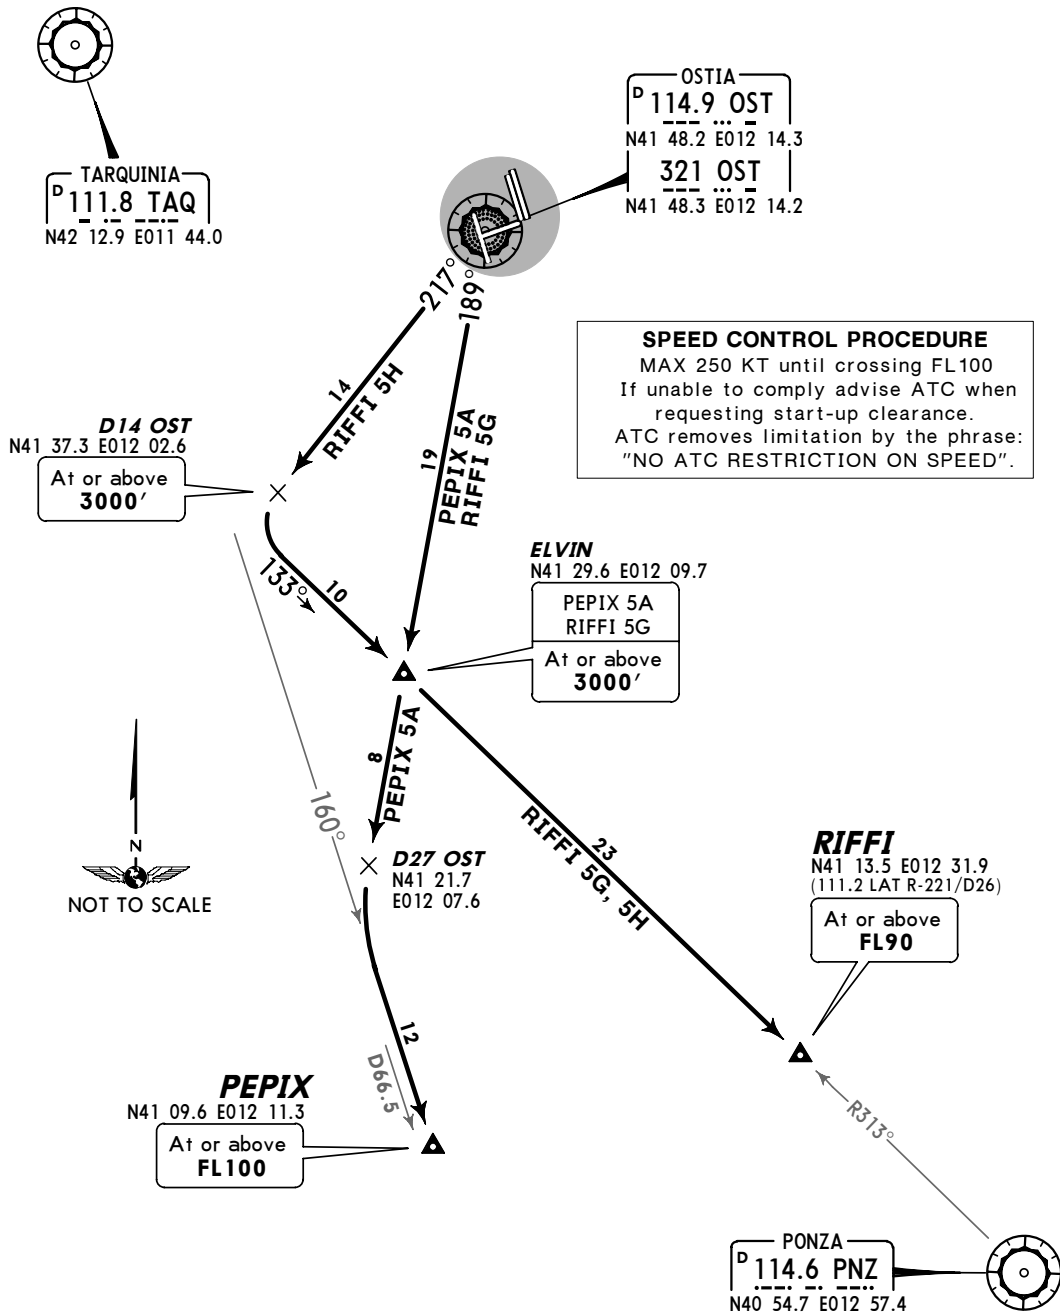 OSTIA
D 114.9 OST
N41 48.2 E012 14.3
321 OST
N41 48.3 E012 14.2
TARQUINIA
D 111.8 TAQ
N42 12.9 E011 44.0
217°
189°
SPEED CONTROL PROCEDURE
MAX 250 KT until crossing FL100
If unable to comply advise ATC when
requesting start-up clearance.
ATC removes limitation by the phrase:
"NO ATC RESTRICTION ON SPEED".
14
RIFFI 5H
19
PEPIX 5A
RIFFI 5G
D14 OST
N41 37.3 E012 02.6
At or above
3000'
133°
10
ELVIN
N41 29.6 E012 09.7
PEPIX 5A
RIFFI 5G
At or above
3000'
8
PEPIX 5A
160°
23
RIFFI 5G, 5H
N
NOT TO SCALE
D27 OST
N41 21.7
E012 07.6
RIFFI
N41 13.5 E012 31.9
(111.2 LAT R-221/D26)
At or above
FL90
12
D66.5
PEPIX
N41 09.6 E012 11.3
At or above
FL100
R313°
PONZA
D 114.6 PNZ
N40 54.7 E012 57.4